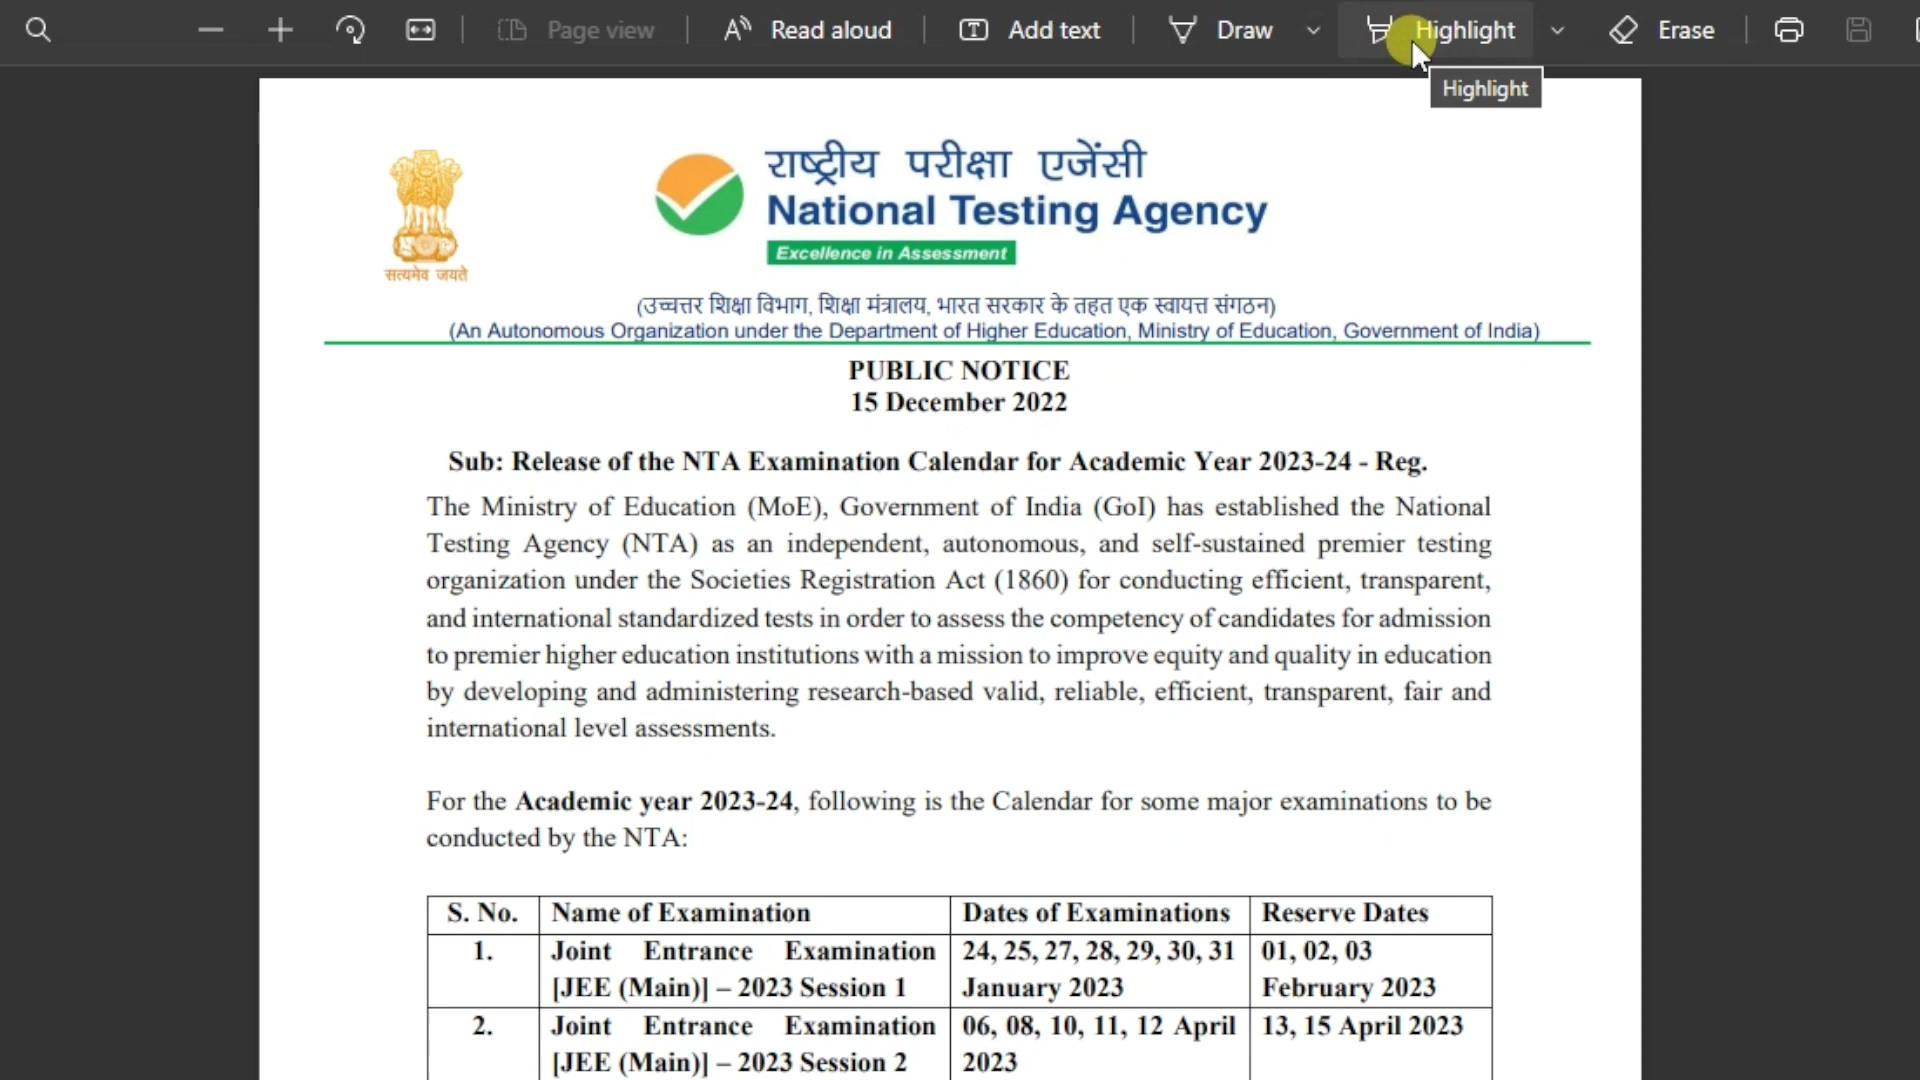 Page view
Read aloud
Add text
Draw
Highlight
Erase
Highlight
राष्ट्रीय परीक्षा एजेंसी
National Testing Agency
Excellence in Assessment
सत्यमेव जयते
(उच्चत्तर शिक्षा विभाग, शिक्षा मंत्रालय, भारत सरकार के तहत एक स्वायत्त संगठन)
(An Autonomous Organization under the Department of Higher Education, Ministry of Education, Government of India)
PUBLIC NOTICE
15 December 2022
Sub: Release of the NTA Examination Calendar for Academic Year 2023-24 - Reg.
The Ministry of Education (MoE), Government of India (GoI) has established the National
Testing Agency (NTA) as an independent, autonomous, and self-sustained premier testing
organization under the Societies Registration Act (1860) for conducting efficient, transparent,
and international standardized tests in order to assess the competency of candidates for admission
to premier higher education institutions with a mission to improve equity and quality in education
by developing and administering research-based valid, reliable, efficient, transparent, fair and
international level assessments.
For the Academic year 2023-24, following is the Calendar for some major examinations to be
conducted by the NTA:
S. No. Name of Examination Dates of Examinations Reserve Dates
1. Joint Entrance Examination 24, 25, 27, 28, 29, 30, 31 01, 02, 03
[JEE (Main)] – 2023 Session 1 January 2023 February 2023
2. Joint Entrance Examination 06, 08, 10, 11, 12 April 13, 15 April 2023
[JEE (Main)] – 2023 Session 2 2023